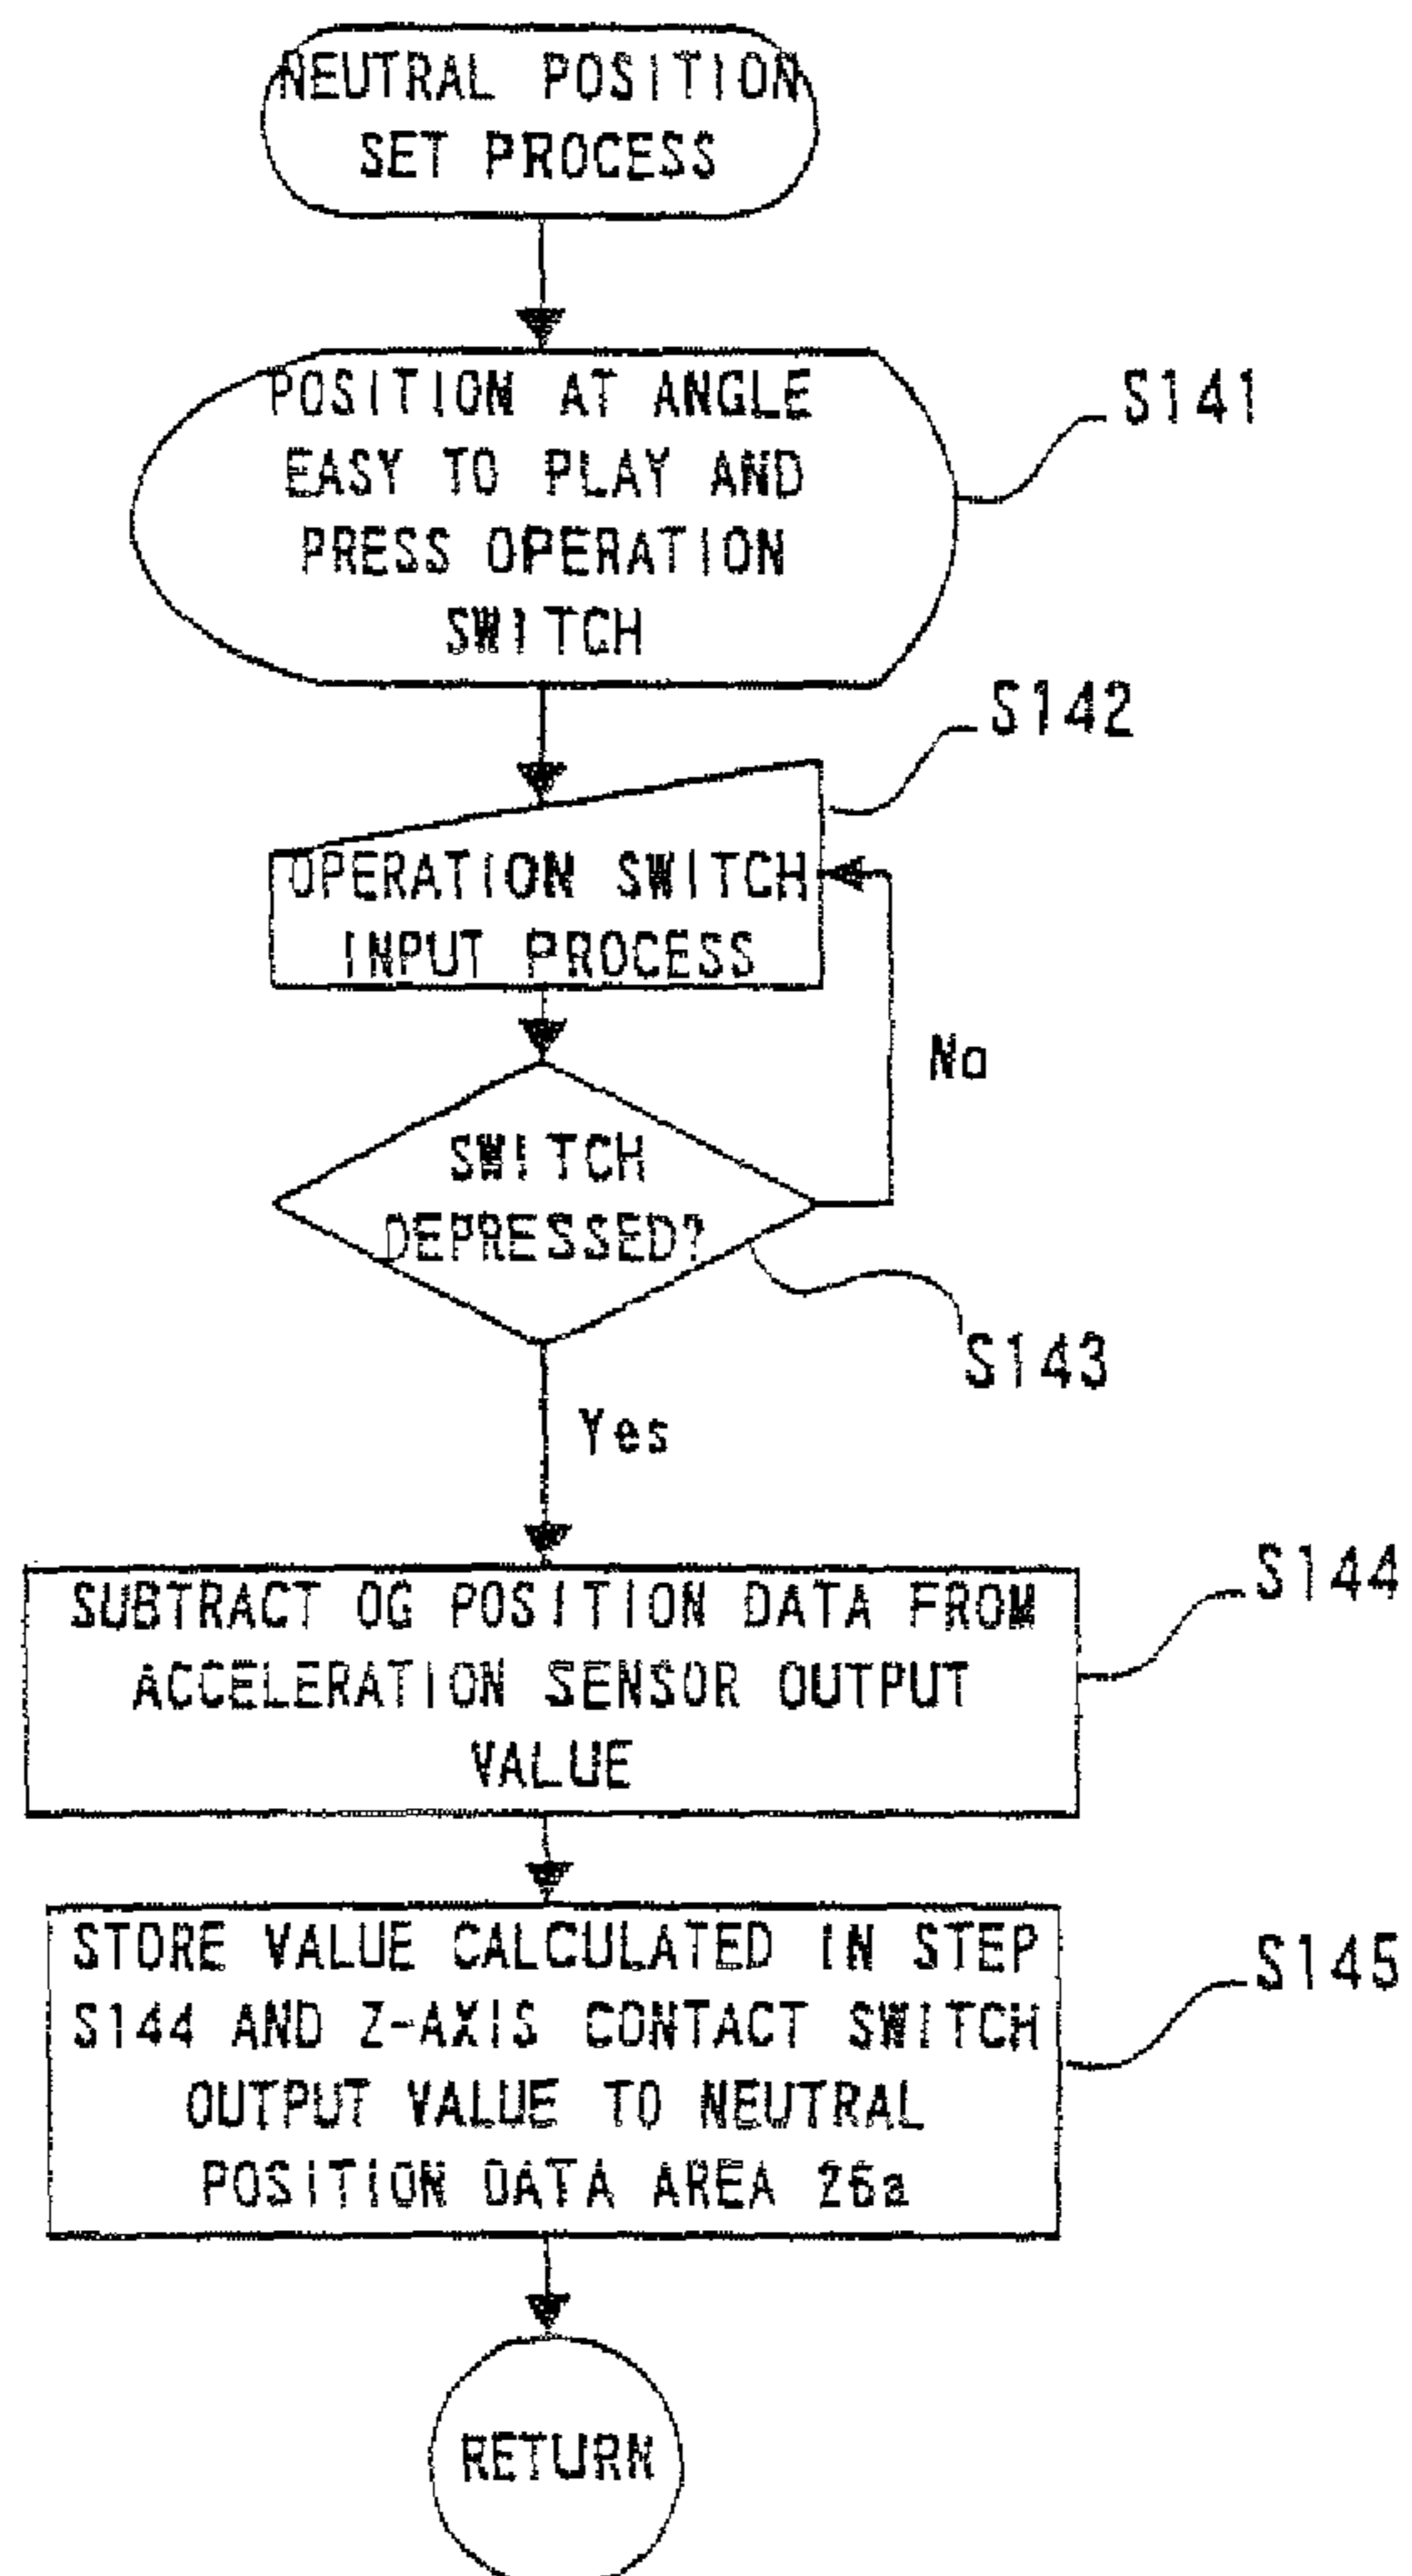 NEUTRAL POSITION
SET PROCESS
POSITION AT ANGLE
EASY TO PLAY AND
PRESS OPERATION
SWITCH
S141
S142
OPERATION SWITCH
INPUT PROCESS
No
SWITCH
DEPRESSED?
S143
Yes
SUBTRACT OG POSITION DATA FROM
ACCELERATION SENSOR OUTPUT
VALUE
S144
STORE VALUE CALCULATED IN STEP
S144 AND Z-AXIS CONTACT SWITCH
OUTPUT VALUE TO NEUTRAL
POSITION DATA AREA 26a
S145
RETURN